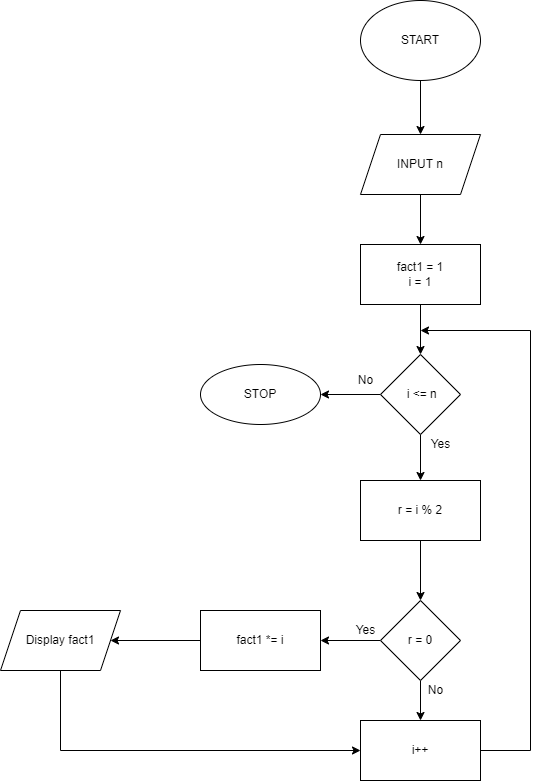 START
INPUT n
fact1 = 1
i = 1
i <= n
No
STOP
Yes
r = i % 2
r = 0
Yes
fact1 *= i
Display fact1
No
i++